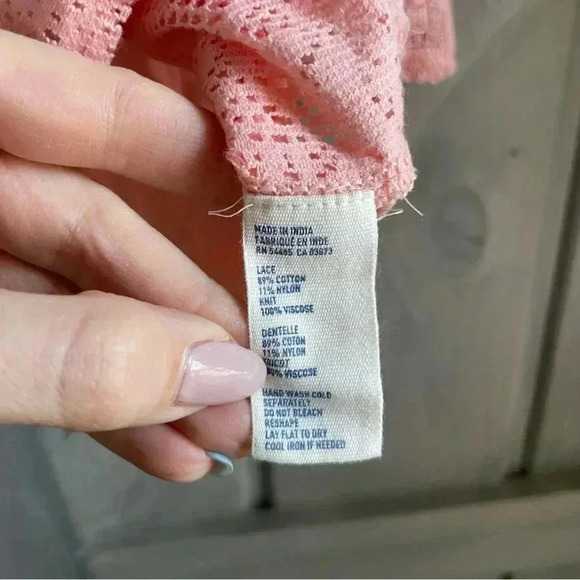 MADE IN INDIA
FABRIQUÉ EN INDE
RN 54485 CA 03873
LACE
89% COTTON
11% NYLON
KNIT
100% VISCOSE
DENTELLE
89% COTON
11% NYLON
VISCOSE
HAND WASH COLD
SEPARATELY
DO NOT BLEACH
RESHAPE
LAY FLAT TO DRY
COOL IRON IF NEEDED